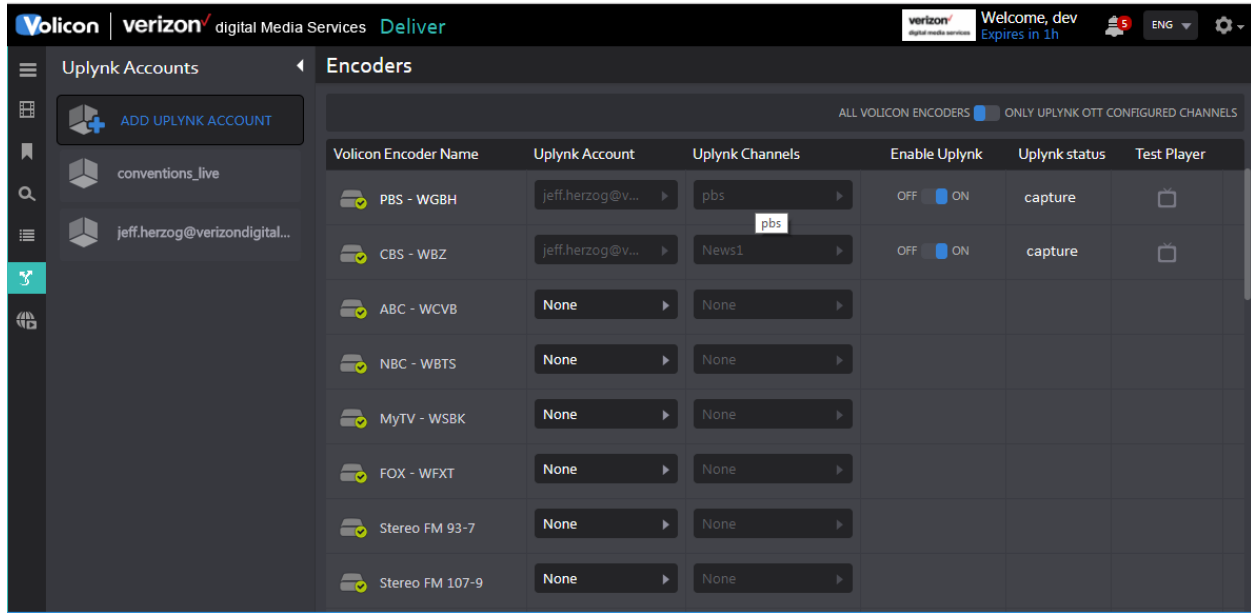 Volicon verizon digital Media Services Deliver
verizon
digital media services
Welcome, dev
Expires in 1h
5
ENG
Uplynk Accounts
ADD UPLYNK ACCOUNT
conventions_live
jeff.herzog@verizondigital...
Encoders
ALL VOLICON ENCODERS ONLY UPLYNK OTT CONFIGURED CHANNELS
Volicon Encoder Name Uplynk Account Uplynk Channels Enable Uplynk Uplynk status Test Player
PBS - WGBH jeff.herzog@v... pbs OFF ON capture
pbs
CBS - WBZ jeff.herzog@v... News1 OFF ON capture
ABC - WCVB None None
NBC - WBTS None None
MyTV - WSBK None None
FOX - WFXT None None
Stereo FM 93-7 None None
Stereo FM 107-9 None None